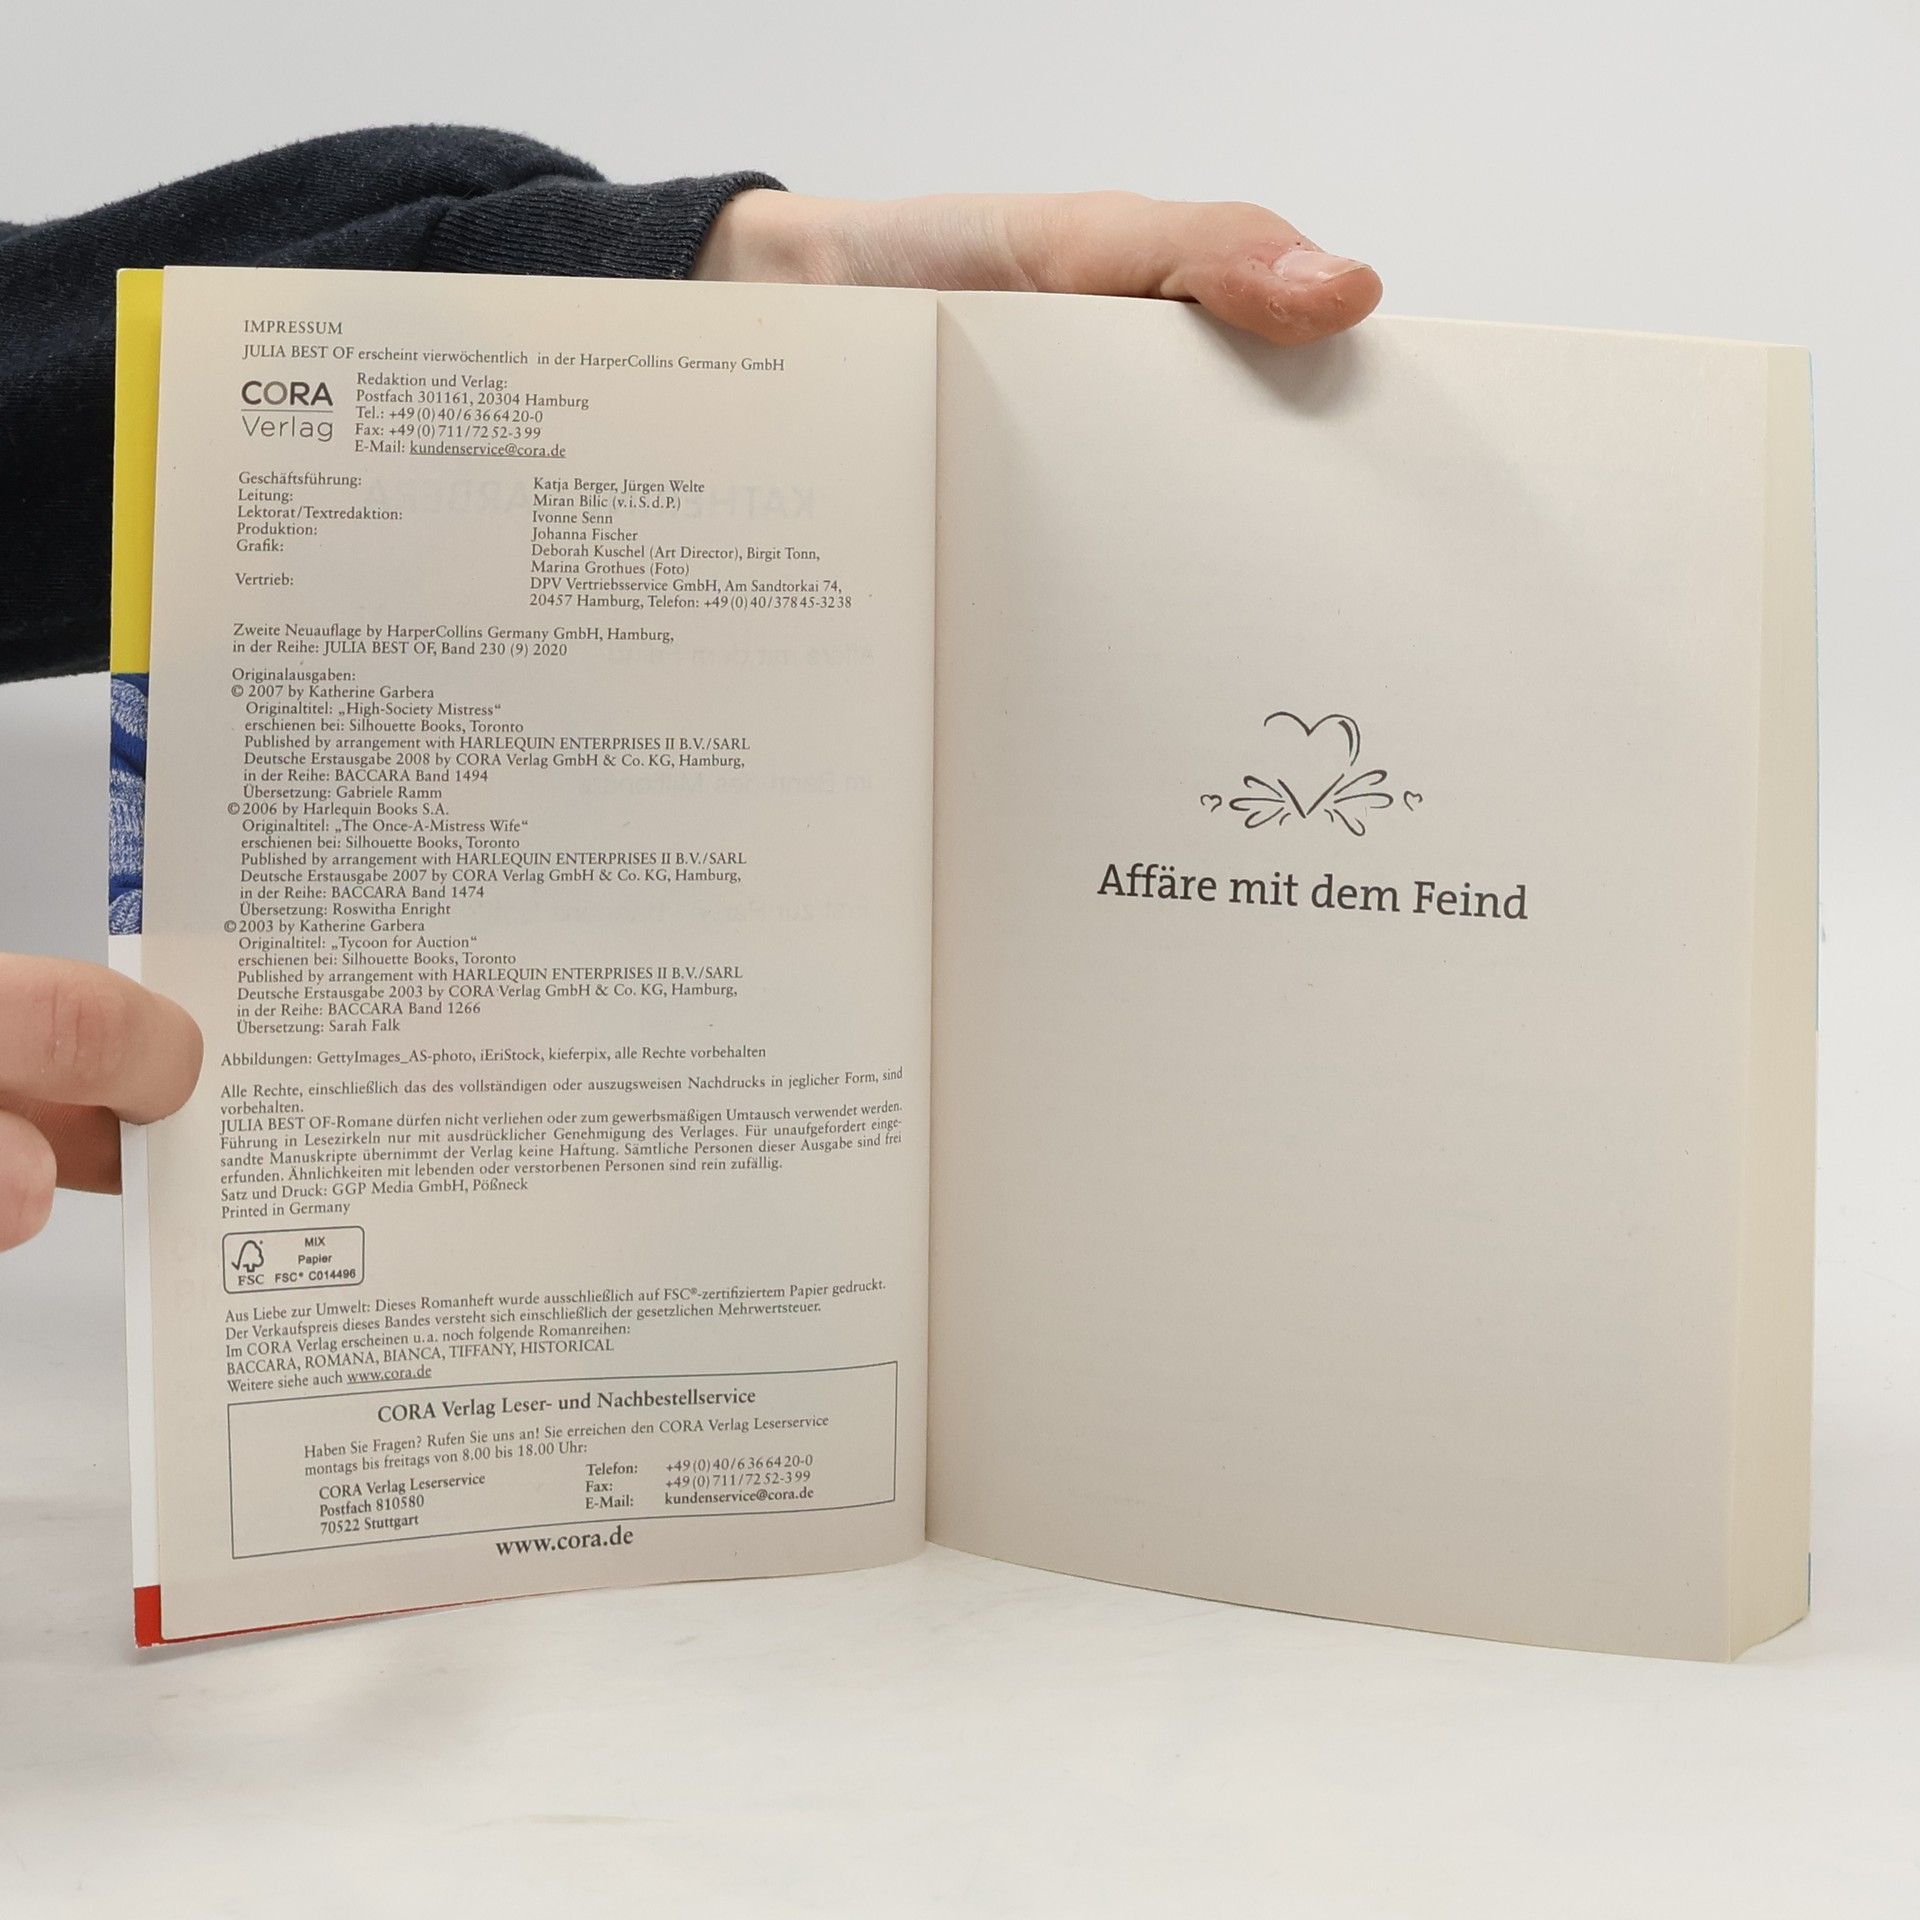 IMPRESSUM
JULIA BEST OF erscheint vierwöchentlich in der HarperCollins Germany GmbH
CORA
Verlag
Redaktion und Verlag:
Postfach 301161, 20304 Hamburg
Tel.: +49(0)40/6366420-0
Fax: +49(0)711/7252-399
E-Mail: kundenservice@cora.de
Geschäftsführung: Katja Berger, Jürgen Welte
Leitung: Miran Bilic (v.i.S.d.P.)
Lektorat/Textredaktion: Ivonne Senn
Produktion: Johanna Fischer
Grafik: Deborah Kuschel (Art Director), Birgit Tonn,
Marina Grothues (Foto)
Vertrieb: DPV Vertriebsservice GmbH, Am Sandtorkai 74,
20457 Hamburg, Telefon: +49(0)40/37845-3238
Zweite Neuauflage by HarperCollins Germany GmbH, Hamburg,
in der Reihe: JULIA BEST OF, Band 230 (9) 2020
Originalausgaben:
© 2007 by Katherine Garbera
Originaltitel: „High-Society Mistress“
erschienen bei: Silhouette Books, Toronto
Published by arrangement with HARLEQUIN ENTERPRISES II B.V./SARL
Deutsche Erstausgabe 2008 by CORA Verlag GmbH & Co. KG, Hamburg,
in der Reihe: BACCARA Band 1494
Übersetzung: Gabriele Ramm
© 2006 by Harlequin Books S.A.
Originaltitel: „The Once-A-Mistress Wife“
erschienen bei: Silhouette Books, Toronto
Published by arrangement with HARLEQUIN ENTERPRISES II B.V./SARL
Deutsche Erstausgabe 2007 by CORA Verlag GmbH & Co. KG, Hamburg,
in der Reihe: BACCARA Band 1474
Übersetzung: Roswitha Enright
© 2003 by Katherine Garbera
Originaltitel: „Tycoon for Auction“
erschienen bei: Silhouette Books, Toronto
Published by arrangement with HARLEQUIN ENTERPRISES II B.V./SARL
Deutsche Erstausgabe 2003 by CORA Verlag GmbH & Co. KG, Hamburg,
in der Reihe: BACCARA Band 1266
Übersetzung: Sarah Falk
Abbildungen: GettyImages_AS-photo, iEriStock, kieferpix, alle Rechte vorbehalten
Alle Rechte, einschließlich das des vollständigen oder auszugsweisen Nachdrucks in jeglicher Form, sind
vorbehalten.
JULIA BEST OF-Romane dürfen nicht verliehen oder zum gewerbsmäßigen Umtausch verwendet werden.
Führung in Lesezirkeln nur mit ausdrücklicher Genehmigung des Verlages. Für unaufgefordert einge-
sandte Manuskripte übernimmt der Verlag keine Haftung. Sämtliche Personen dieser Ausgabe sind frei
erfunden. Ähnlichkeiten mit lebenden oder verstorbenen Personen sind rein zufällig.
Satz und Druck: GGP Media GmbH, Pößneck
Printed in Germany
MIX
Papier
FSC FSC® C014496
Aus Liebe zur Umwelt: Dieses Romanheft wurde ausschließlich auf FSC®-zertifiziertem Papier gedruckt.
Der Verkaufspreis dieses Bandes versteht sich einschließlich der gesetzlichen Mehrwertsteuer.
Im CORA Verlag erscheinen u.a. noch folgende Romanreihen:
BACCARA, ROMANA, BIANCA, TIFFANY, HISTORICAL
Weitere siehe auch www.cora.de
CORA Verlag Leser- und Nachbestellservice
Haben Sie Fragen? Rufen Sie uns an! Sie erreichen den CORA Verlag Leserservice
montags bis freitags von 8.00 bis 18.00 Uhr:
CORA Verlag Leserservice
Postfach 810580
70522 Stuttgart
Telefon: +49(0)40/6366420-0
Fax: +49(0)711/7252-399
E-Mail: kundenservice@cora.de
www.cora.de
Affäre mit dem Feind